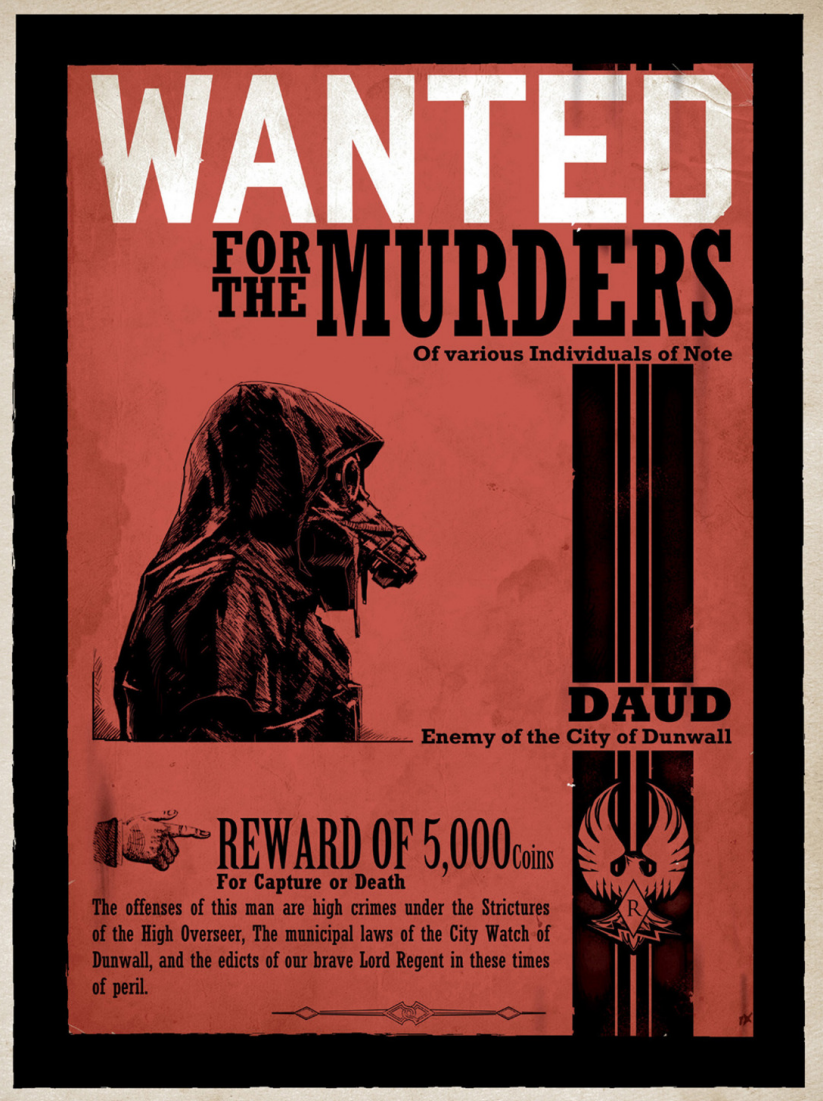 WANTED
FOR THE MURDERS
Of various Individuals of Note
DAUD
Enemy of the City of Dunwall
REWARD OF 5,000 Coins
For Capture or Death
The offenses of this man are high crimes under the Strictures
of the High Overseer, The municipal laws of the City Watch of
Dunwall, and the edicts of our brave Lord Regent in these times
of peril.
R